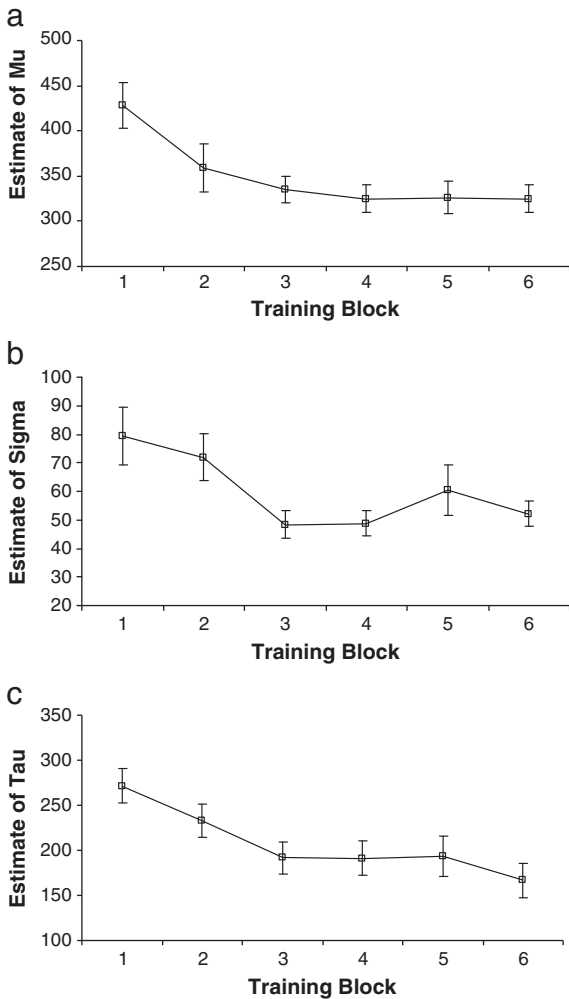 a
500
450
400
350
300
250
Estimate of Mu
1 2 3 4 5 6
Training Block
b
100
90
80
70
60
50
40
30
20
Estimate of Sigma
1 2 3 4 5 6
Training Block
c
350
300
250
200
150
100
Estimate of Tau
1 2 3 4 5 6
Training Block